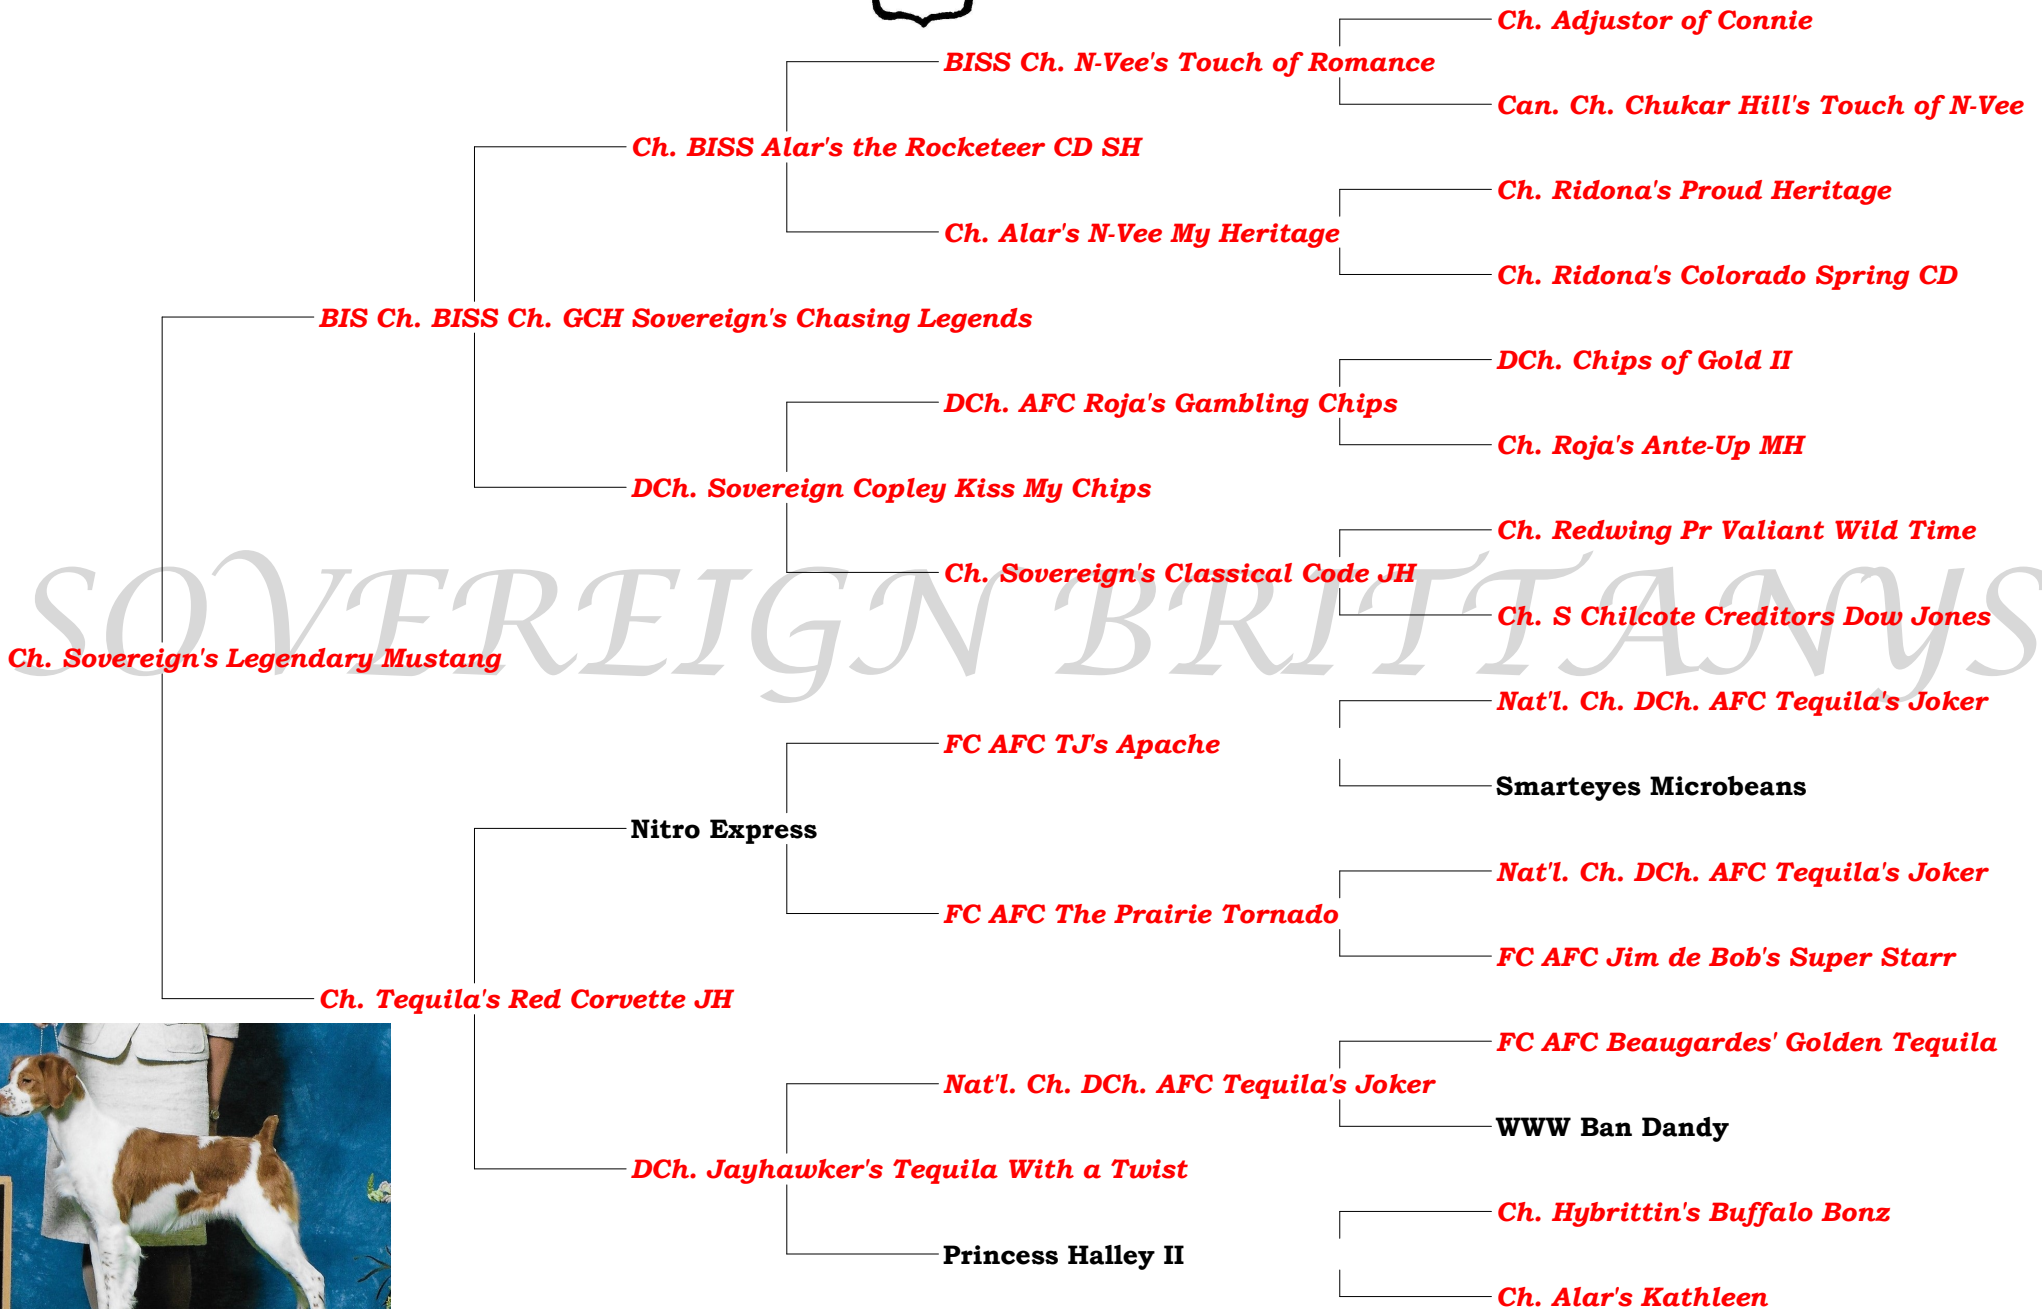 Ch. Adjustor of Connie
BISS Ch. N-Vee's Touch of Romance
Can. Ch. Chukar Hill's Touch of N-Vee
Ch. BISS Alar's the Rocketeer CD SH
Ch. Ridona's Proud Heritage
Ch. Alar's N-Vee My Heritage
Ch. Ridona's Colorado Spring CD
BIS Ch. BISS Ch. GCH Sovereign's Chasing Legends
DCh. Chips of Gold II
DCh. AFC Roja's Gambling Chips
Ch. Roja's Ante-Up MH
DCh. Sovereign Copley Kiss My Chips
Ch. Redwing Pr Valiant Wild Time
Ch. Sovereign's Classical Code JH
Ch. S Chilcote Creditors Dow Jones
SOVEREIGN BRITTANYS
Ch. Sovereign's Legendary Mustang
Nat'l. Ch. DCh. AFC Tequila's Joker
FC AFC TJ's Apache
Smarteyes Microbeans
Nitro Express
Nat'l. Ch. DCh. AFC Tequila's Joker
FC AFC The Prairie Tornado
FC AFC Jim de Bob's Super Starr
Ch. Tequila's Red Corvette JH
FC AFC Beaugardes' Golden Tequila
Nat'l. Ch. DCh. AFC Tequila's Joker
WWW Ban Dandy
DCh. Jayhawker's Tequila With a Twist
Ch. Hybrittin's Buffalo Bonz
Princess Halley II
Ch. Alar's Kathleen